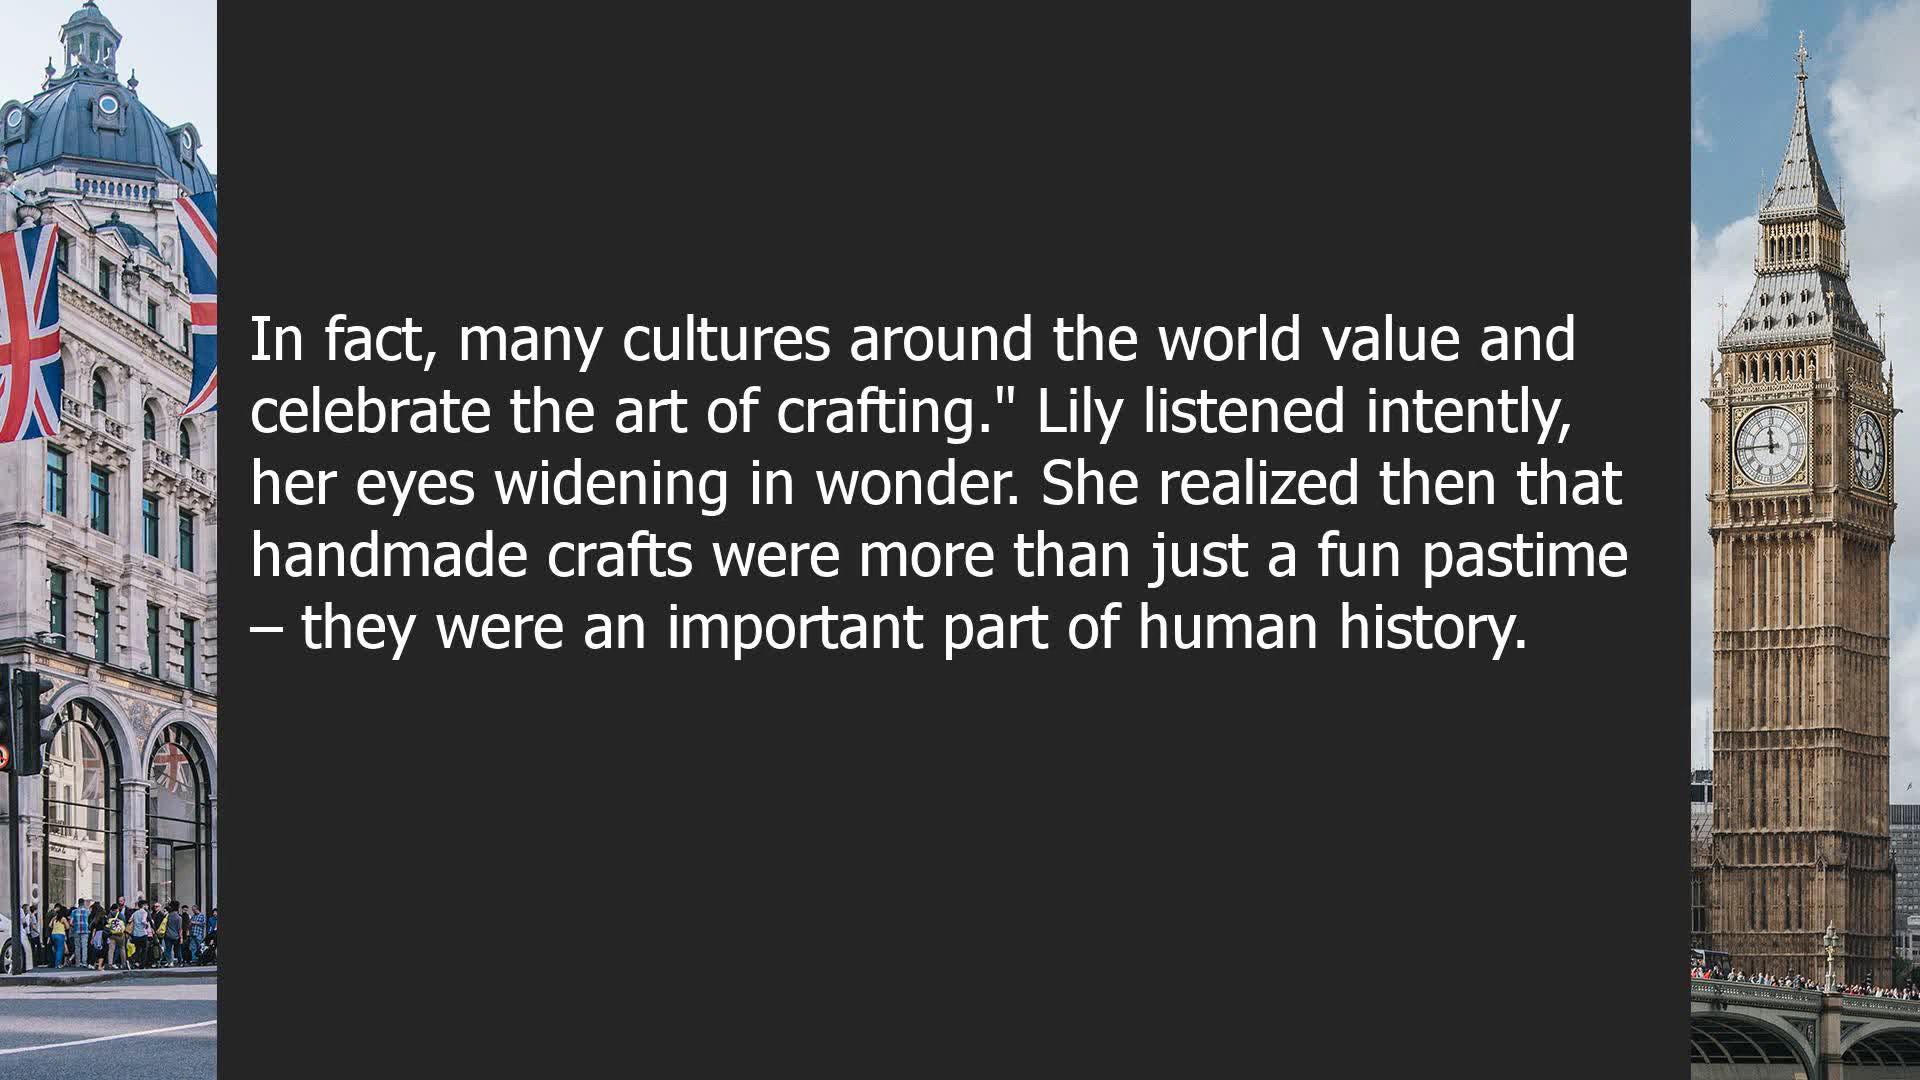 In fact, many cultures around the world value and
celebrate the art of crafting." Lily listened intently,
her eyes widening in wonder. She realized then that
handmade crafts were more than just a fun pastime
– they were an important part of human history.